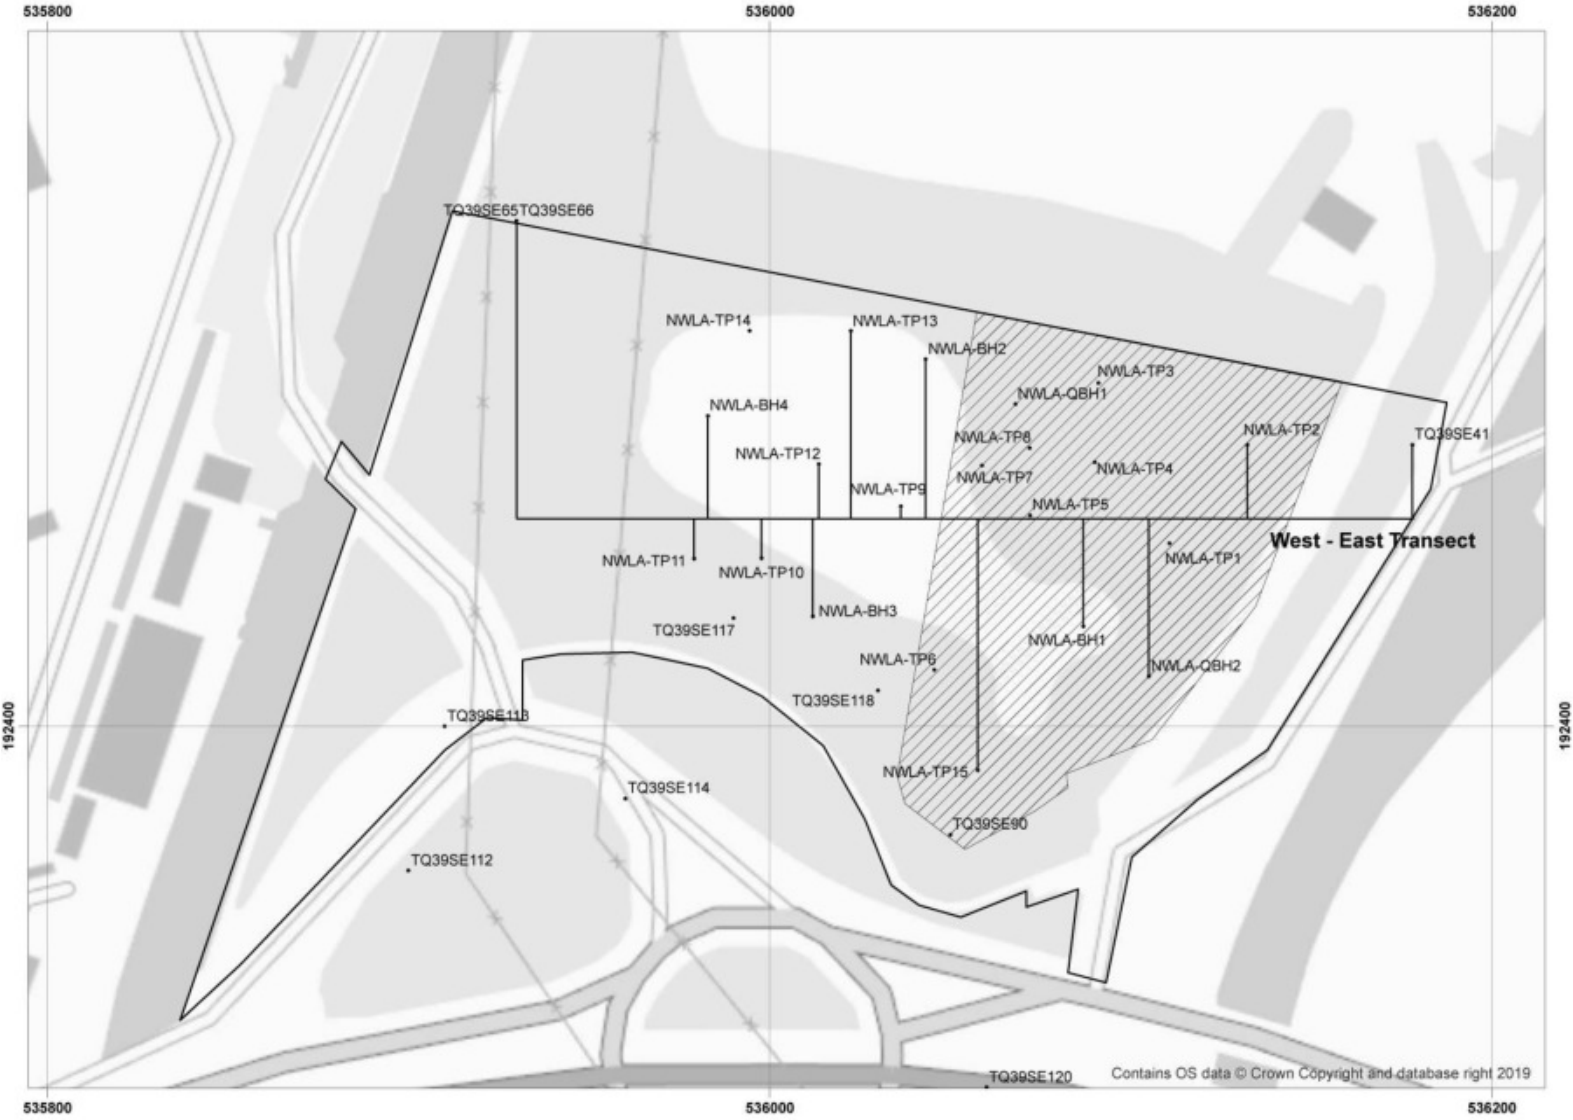 535800
536000
536200
TQ39SE65TQ39SE66
NWLA-TP14
NWLA-TP13
NWLA-BH2
NWLA-TP3
NWLA-QBH1
NWLA-BH4
NWLA-TP8
NWLA-TP2
TQ39SE41
NWLA-TP12
NWLA-TP4
NWLA-TP7
NWLA-TP9
NWLA-TP5
West - East Transect
NWLA-TP11
NWLA-TP10
NWLA-TP1
NWLA-BH3
TQ39SE117
NWLA-BH1
NWLA-TP6
NWLA-QBH2
TQ39SE118
192400
TQ39SE113
192400
NWLA-TP15
TQ39SE114
TQ39SE90
TQ39SE112
TQ39SE120
Contains OS data © Crown Copyright and database right 2019
535800
536000
536200